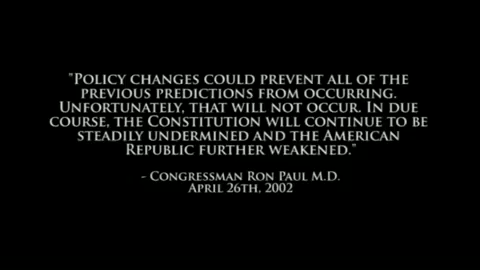 "Policy changes could prevent all of the
previous predictions from occurring.
Unfortunately, that will not occur. In due
course, the Constitution will continue to be
steadily undermined and the American
Republic further weakened."
- Congressman Ron Paul M.D.
April 26th, 2002